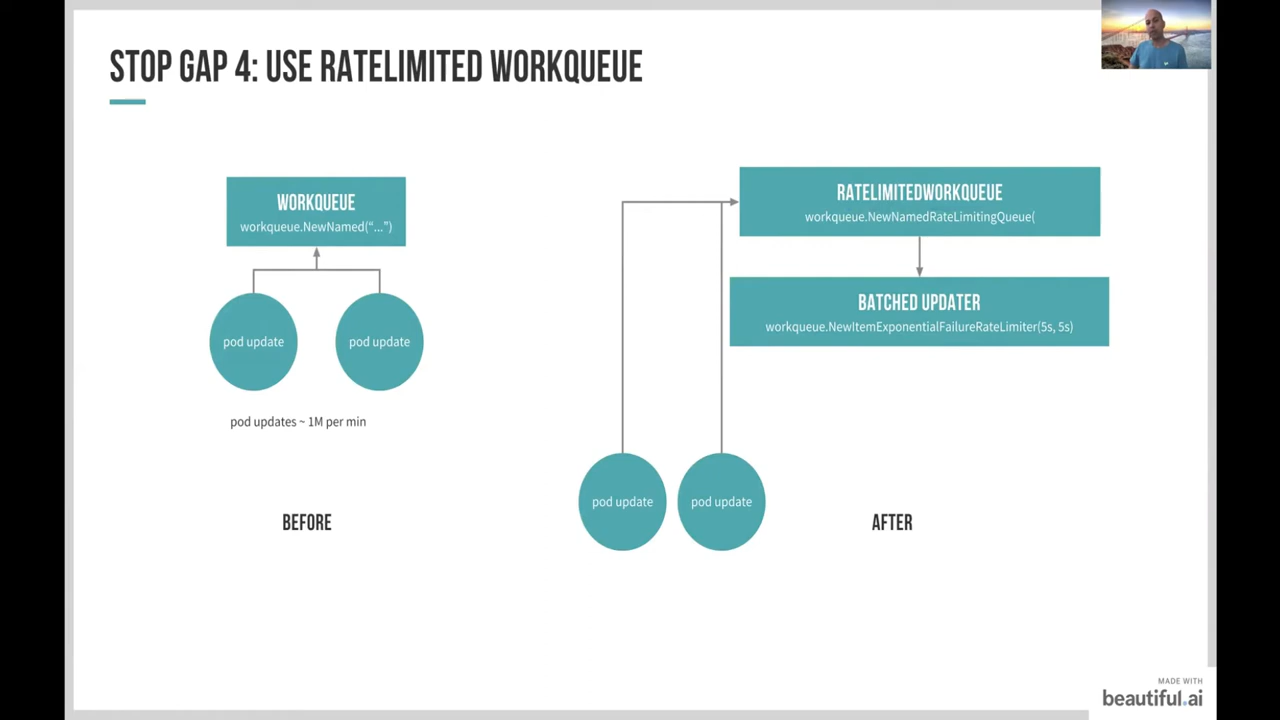 STOP GAP 4: USE RATELIMITED WORKQUEUE
WORKQUEUE
workqueue.NewNamed(“...”)
pod update
pod update
pod updates ~ 1M per min
BEFORE
RATELIMITEDWORKQUEUE
workqueue.NewNamedRateLimitingQueue(
BATCHED UPDATER
workqueue.NewItemExponentialFailureRateLimiter(5s, 5s)
pod update
pod update
AFTER
MADE WITH
beautiful.ai